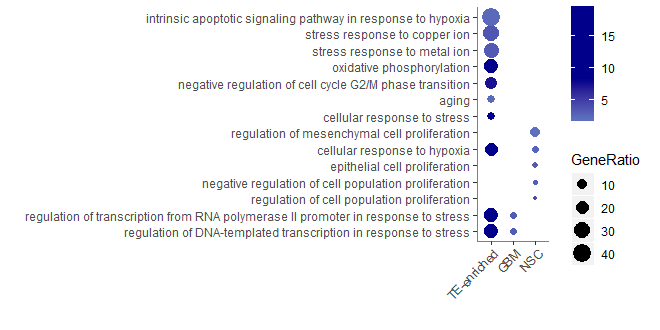 intrinsic apoptotic signaling pathway in response to hypoxia
stress response to copper ion
stress response to metal ion
oxidative phosphorylation
negative regulation of cell cycle G2/M phase transition
aging
cellular response to stress
regulation of mesenchymal cell proliferation
cellular response to hypoxia
epithelial cell proliferation
negative regulation of cell population proliferation
regulation of cell population proliferation
regulation of transcription from RNA polymerase II promoter in response to stress
regulation of DNA-templated transcription in response to stress
TE-enriched
GBM
NSC
15
10
5
GeneRatio
10
20
30
40